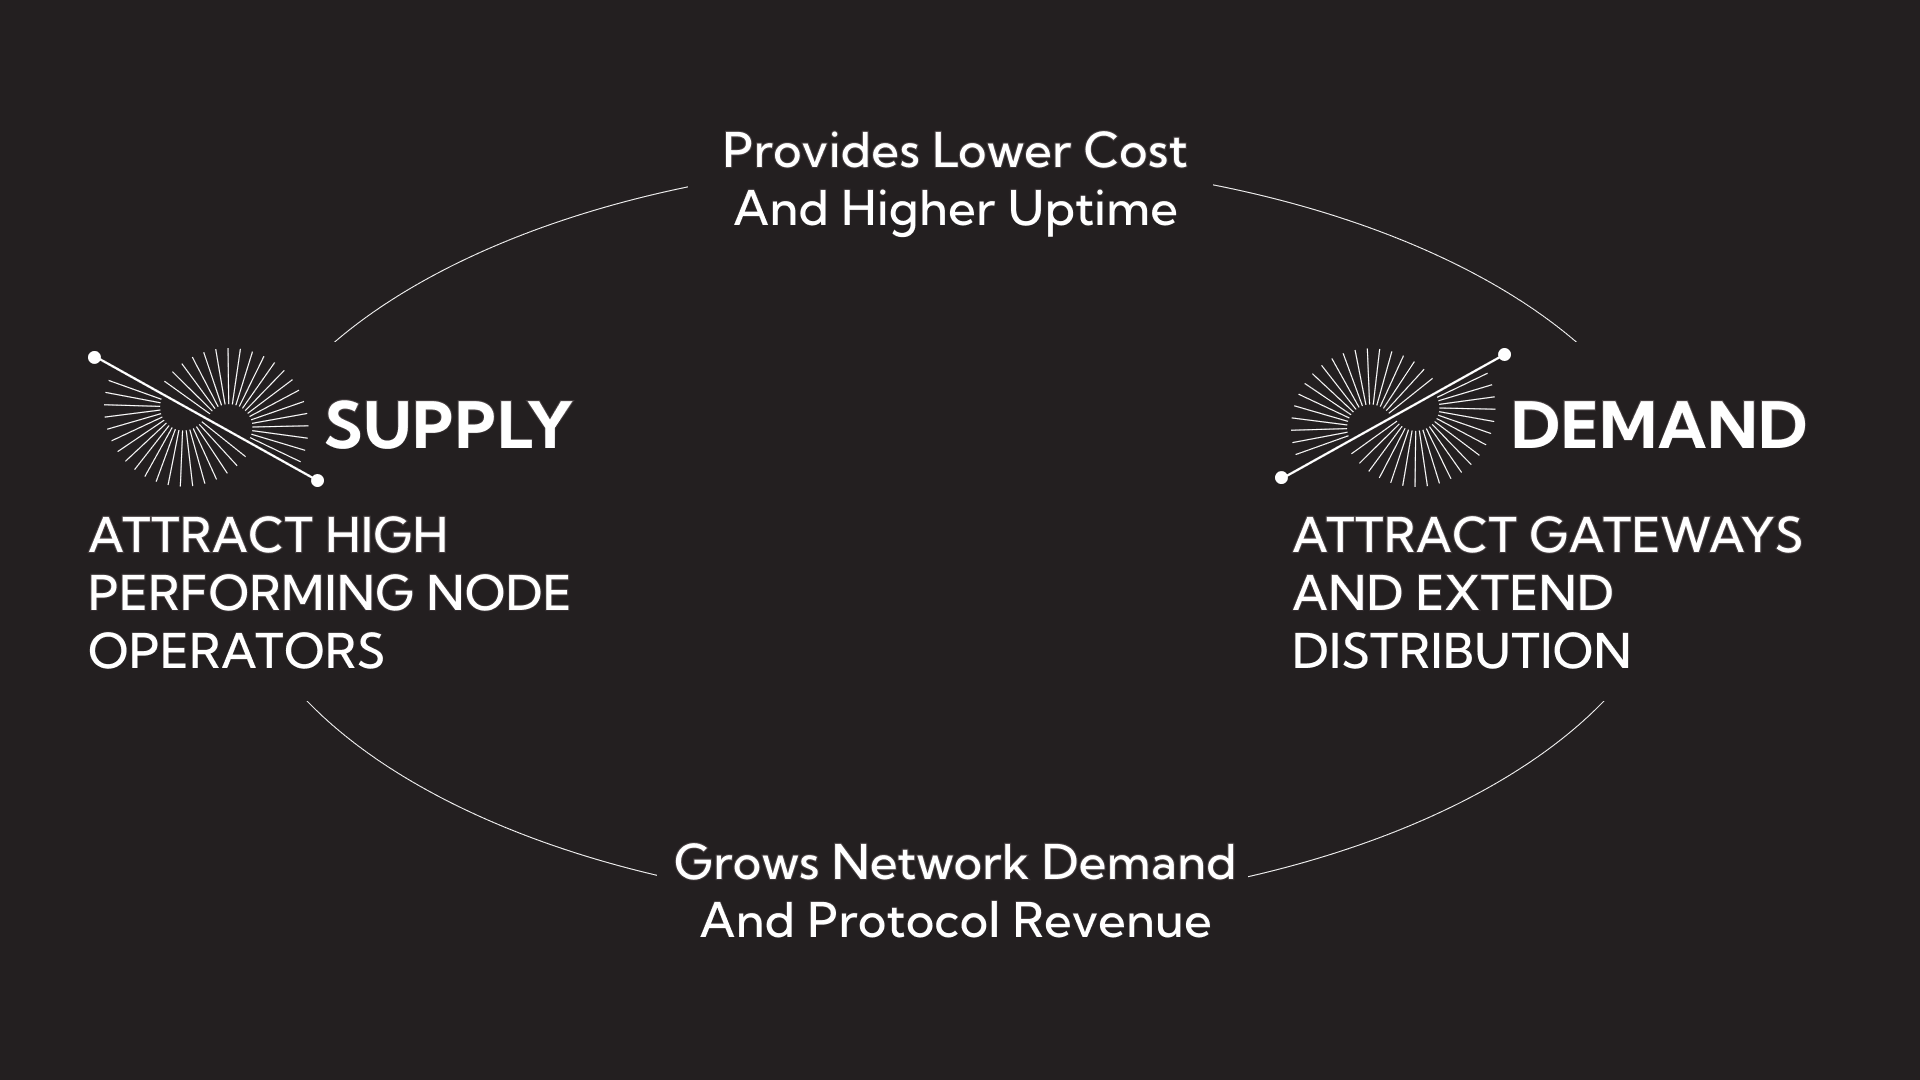 Provides Lower Cost
And Higher Uptime
SUPPLY
ATTRACT HIGH
PERFORMING NODE
OPERATORS
DEMAND
ATTRACT GATEWAYS
AND EXTEND
DISTRIBUTION
Grows Network Demand
And Protocol Revenue